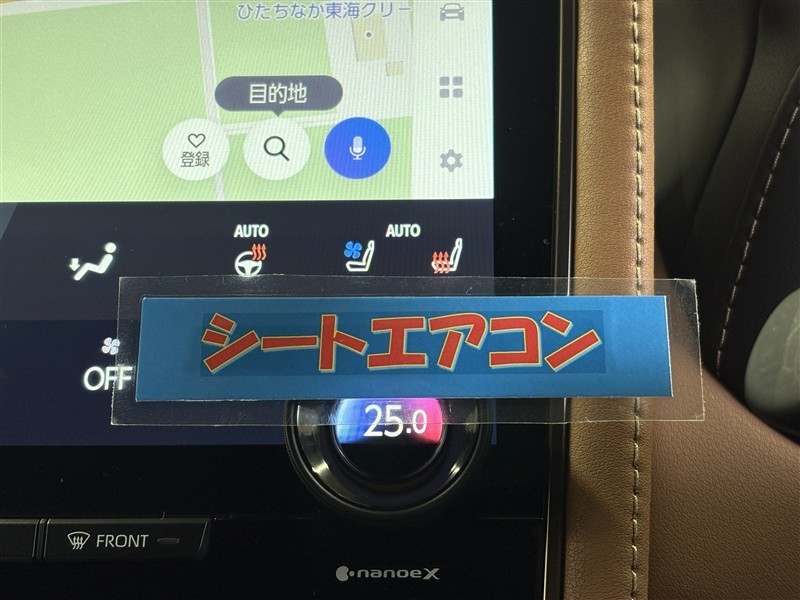 ひたちなか東海クリー
目的地
登録
AUTO
AUTO
シートエアコン
OFF
25.0
FRONT
nanoeX